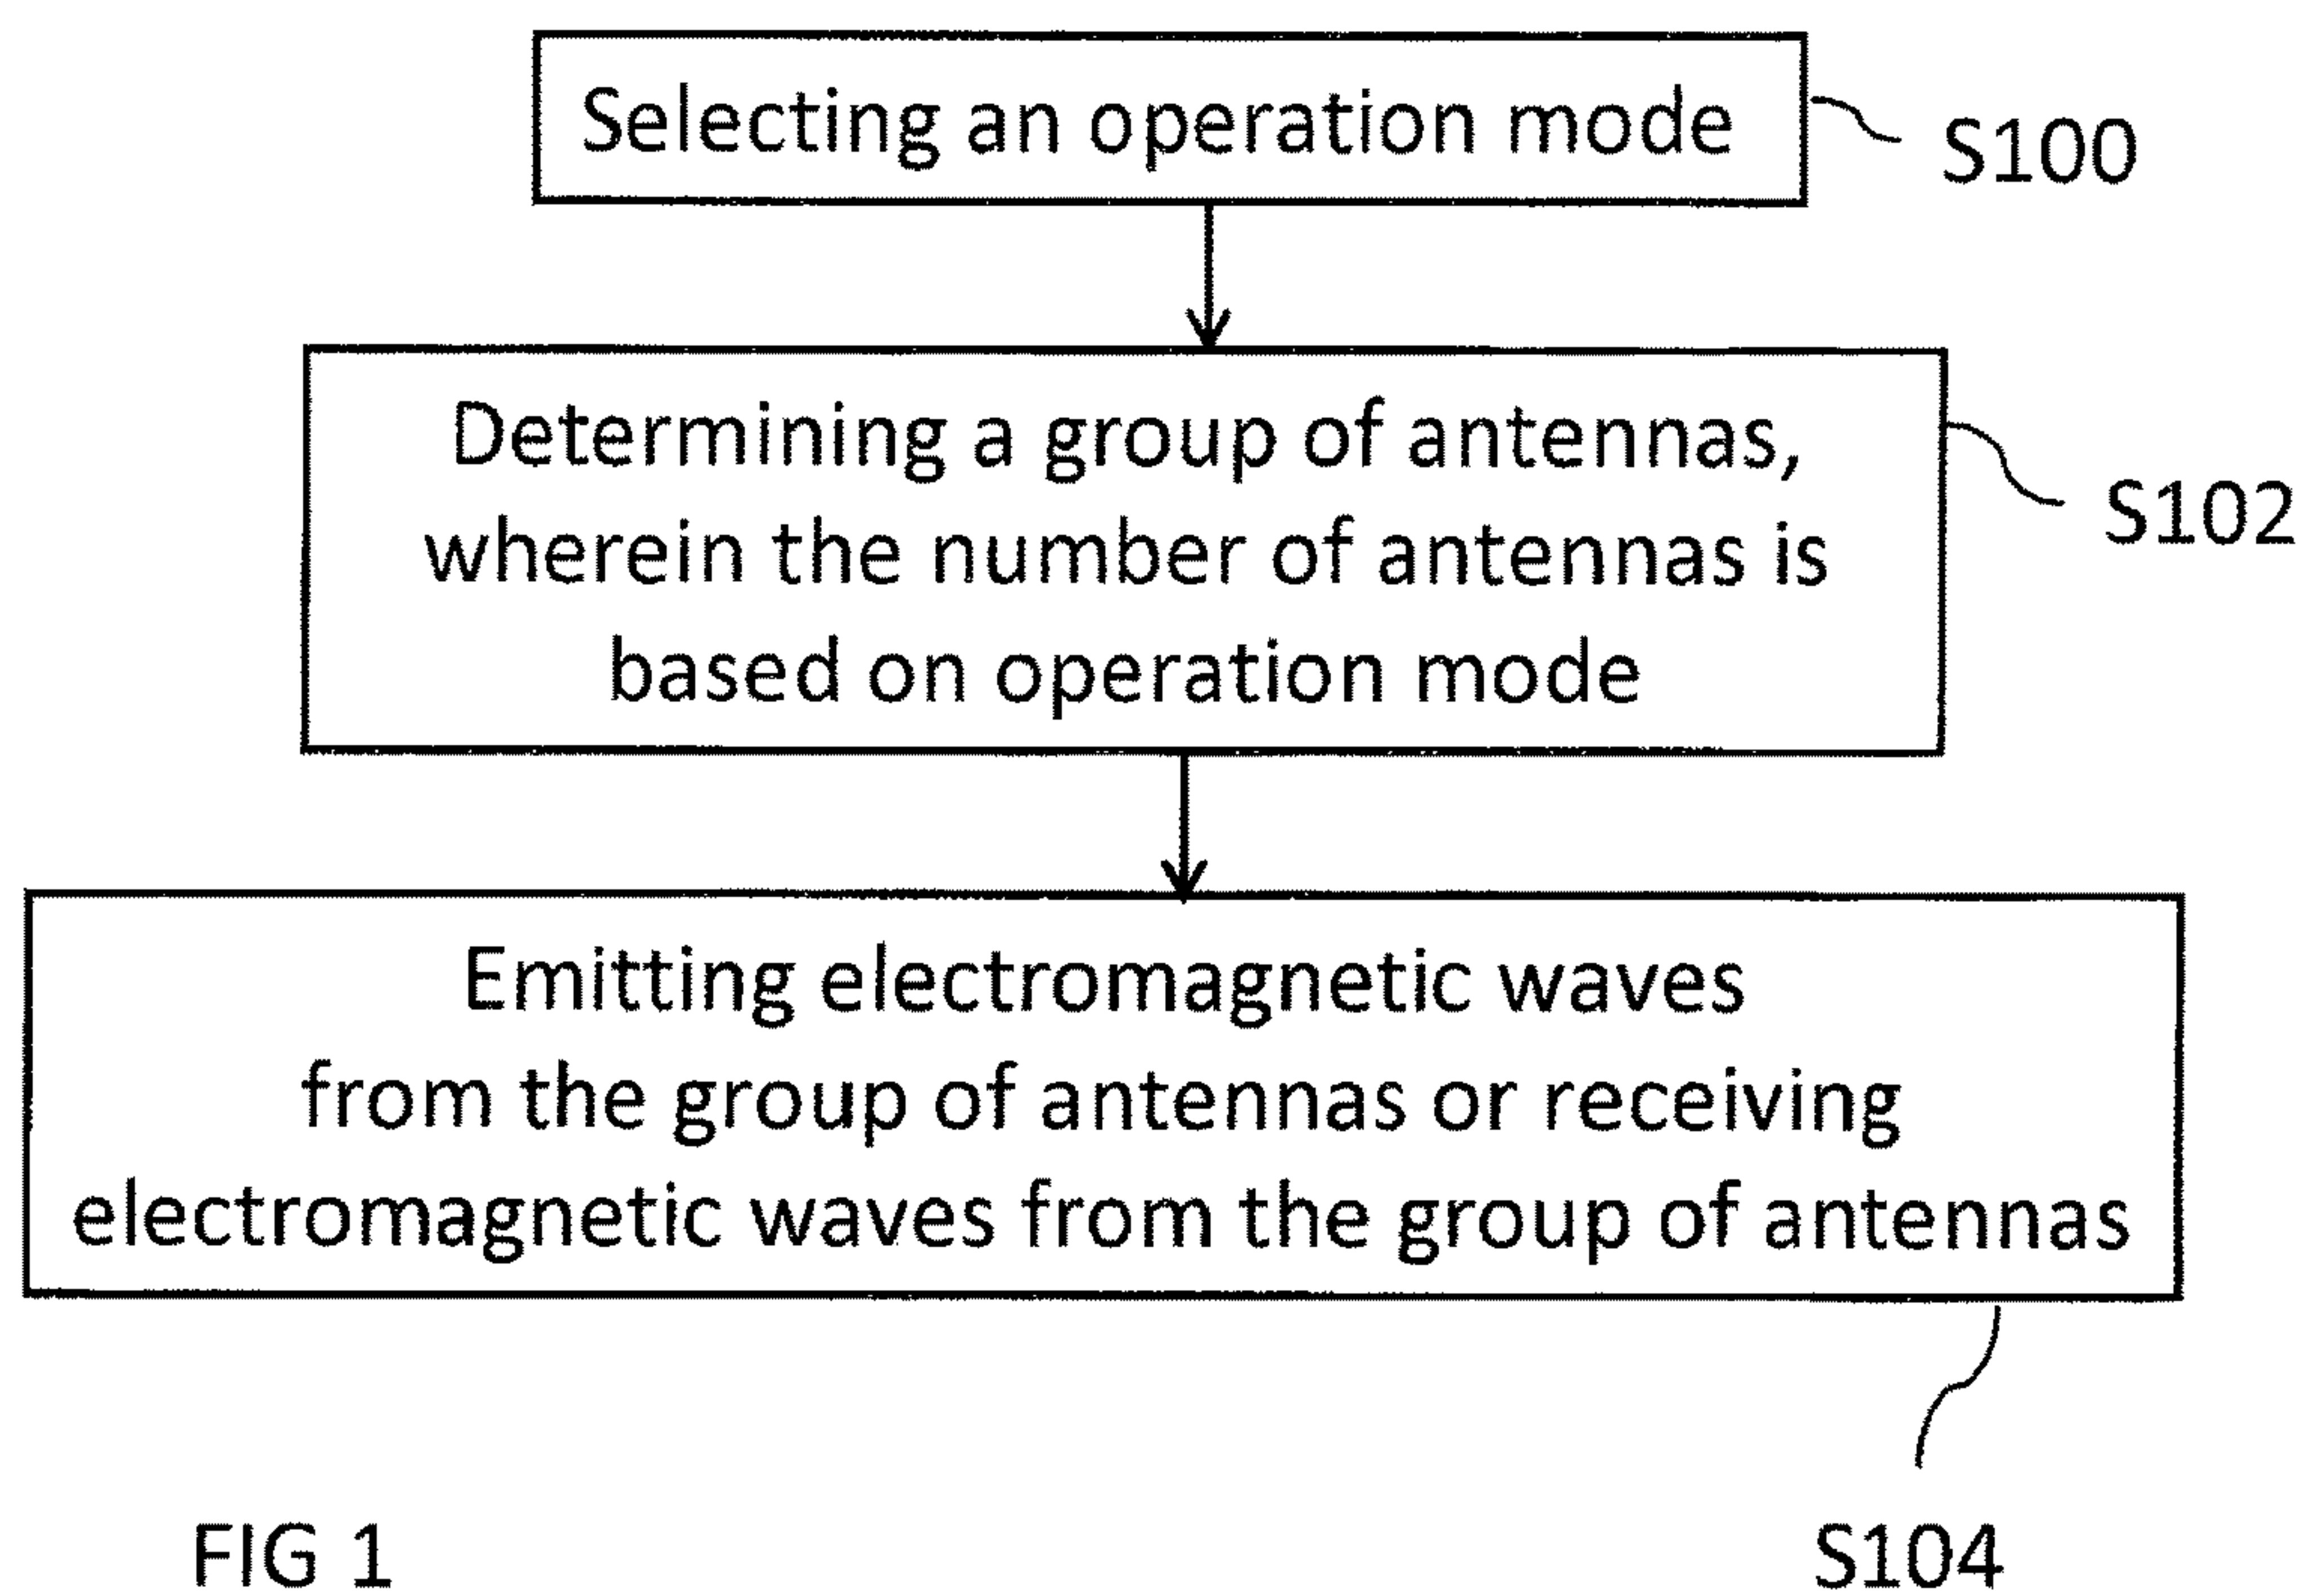 Selecting an operation mode
S100
Determining a group of antennas,
wherein the number of antennas is
based on operation mode
S102
Emitting electromagnetic waves
from the group of antennas or receiving
electromagnetic waves from the group of antennas
S104
FIG 1